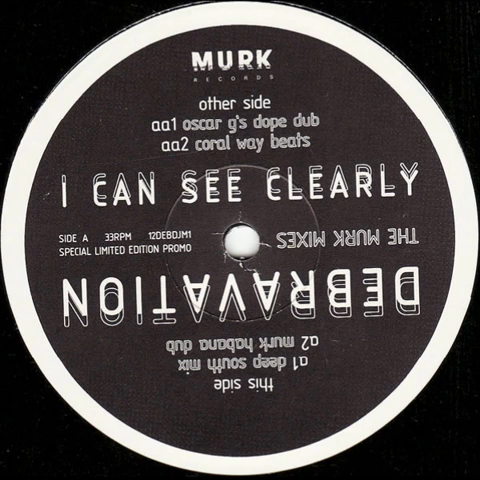 MURK
RECORDS
other side
aa1 oscar g's dope dub
aa2 coral way beats
I CAN SEE CLEARLY
SIDE A 33RPM 12DEBDJM1
SPECIAL LIMITED EDITION PROMO
THE MURK MIXES
DEBRAVATION
this side
a1 deep south mix
a2 murk habana dub